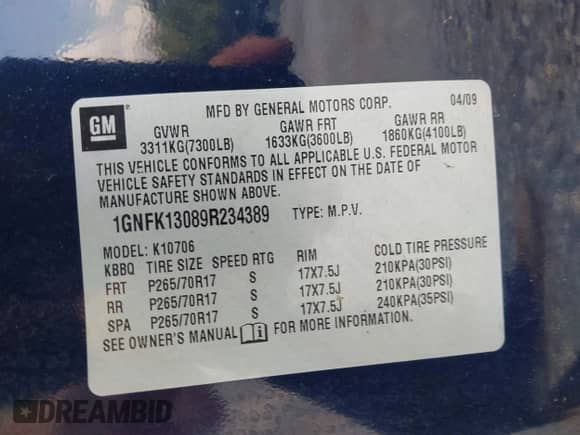 GM
MFD BY GENERAL MOTORS CORP. 04/09
GVWR GAWR FRT GAWR RR
3311KG(7300LB) 1633KG(3600LB) 1860KG(4100LB)
THIS VEHICLE CONFORMS TO ALL APPLICABLE U.S. FEDERAL MOTOR
VEHICLE SAFETY STANDARDS IN EFFECT ON THE DATE OF
MANUFACTURE SHOWN ABOVE.
1GNFK13089R234389 TYPE: M.P.V.
MODEL: K10706
KBBQ TIRE SIZE SPEED RTG RIM COLD TIRE PRESSURE
FRT P265/70R17 S 17X7.5J 210KPA(30PSI)
RR P265/70R17 S 17X7.5J 210KPA(30PSI)
SPA P265/70R17 S 17X7.5J 240KPA(35PSI)
SEE OWNER'S MANUAL i FOR MORE INFORMATION.
DREAMBID